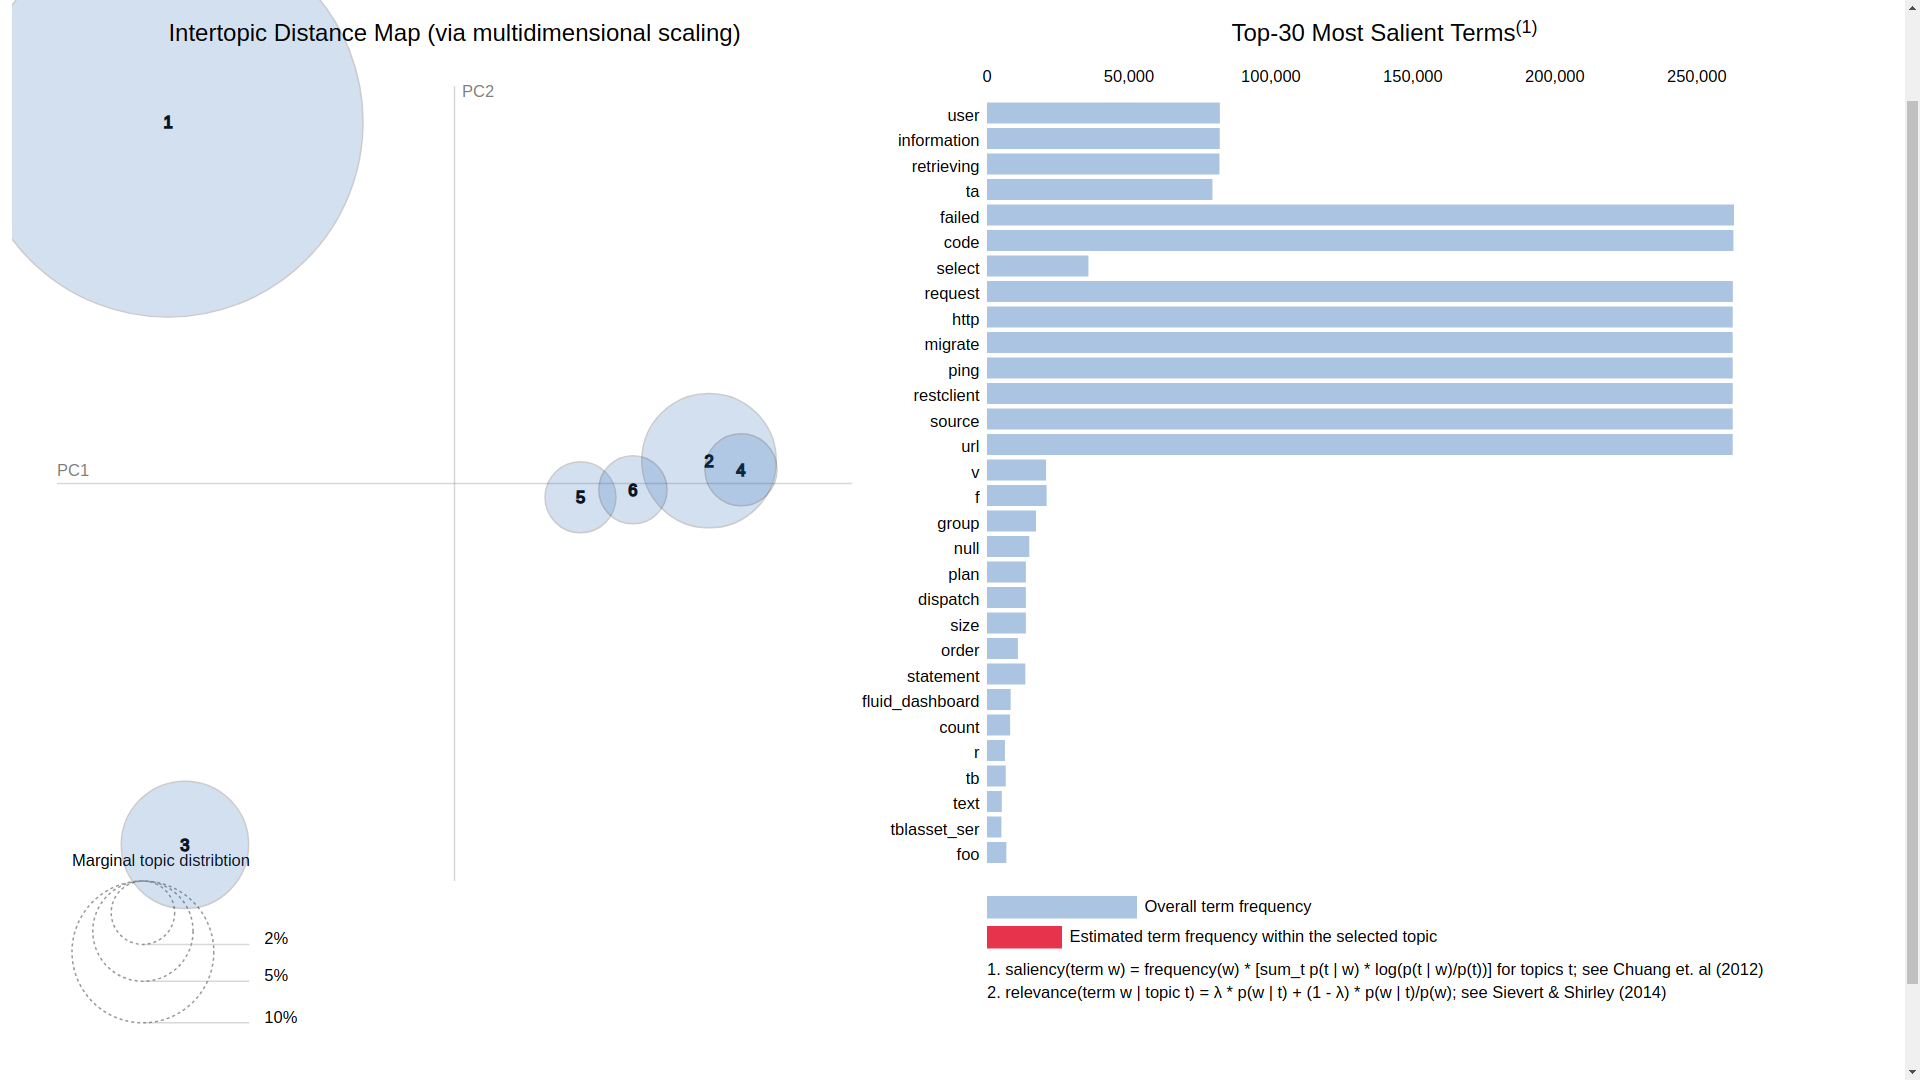 Intertopic Distance Map (via multidimensional scaling)
PC2
PC1
1
2
4
5
6
3
Marginal topic distribtion
2%
5%
10%
Top-30 Most Salient Terms(1)
0 50,000 100,000 150,000 200,000 250,000
user
information
retrieving
ta
failed
code
select
request
http
migrate
ping
restclient
source
url
v
f
group
null
plan
dispatch
size
order
statement
fluid_dashboard
count
r
tb
text
tblasset_ser
foo
Overall term frequency
Estimated term frequency within the selected topic
1. saliency(term w) = frequency(w) * [sum_t p(t | w) * log(p(t | w)/p(t))] for topics t; see Chuang et. al (2012)
2. relevance(term w | topic t) = λ * p(w | t) + (1 - λ) * p(w | t)/p(w); see Sievert & Shirley (2014)